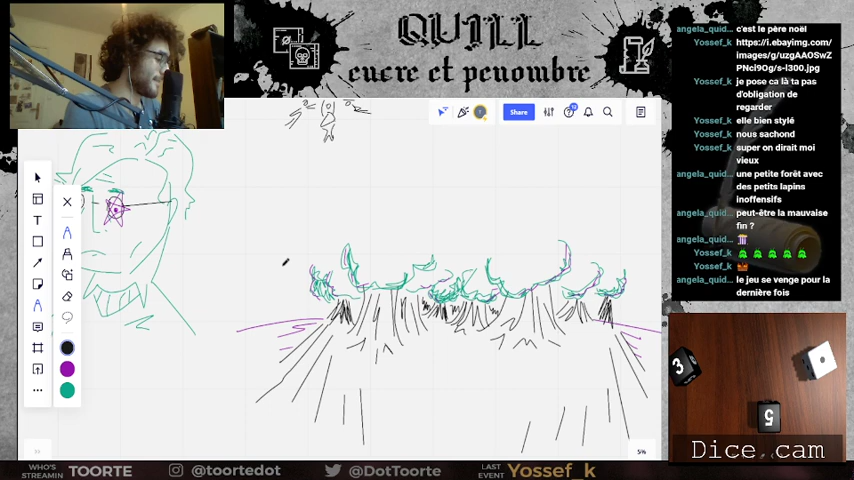 QUILL
encre et penombre
Share
T
5%
angela_quid... c'est le père noël
Yossef_k https://i.ebayimg.com/
images/g/uzgAAOSwZ
PNcI9Og/s-l300.jpg
je pose ca là ta pas
d'obligation de
regarder
Yossef_k elle bien stylé
Yossef_k nous sachond
Yossef_k super on dirait moi
vieux
angela_quid... une petite forêt avec
des petits lapins
inoffensifs
angela_quid... peut-être la mauvaise
fin ?
angela_quid...
Yossef_k
Yossef_k
angela_quid... le jeu se venge pour la
dernière fois
3
5
Dice.cam
WHO'S
STREAMIN
TOORTE
@toortedot
@DotToorte
LAST
EVENT
Yossef_k